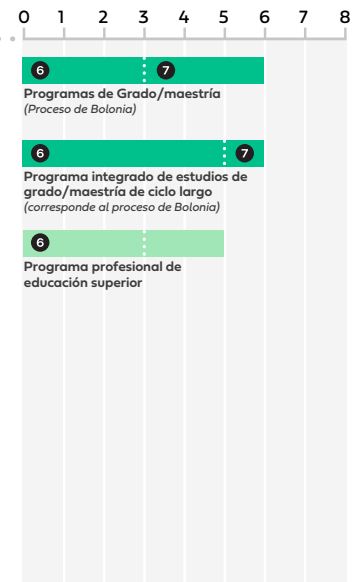 0 1 2 3 4 5 6 7 8
6 7
Programas de Grado/maestría
(Proceso de Bolonia)
6 7
Programa integrado de estudios de
grado/maestría de ciclo largo
(corresponde al proceso de Bolonia)
6
Programa profesional de
educación superior